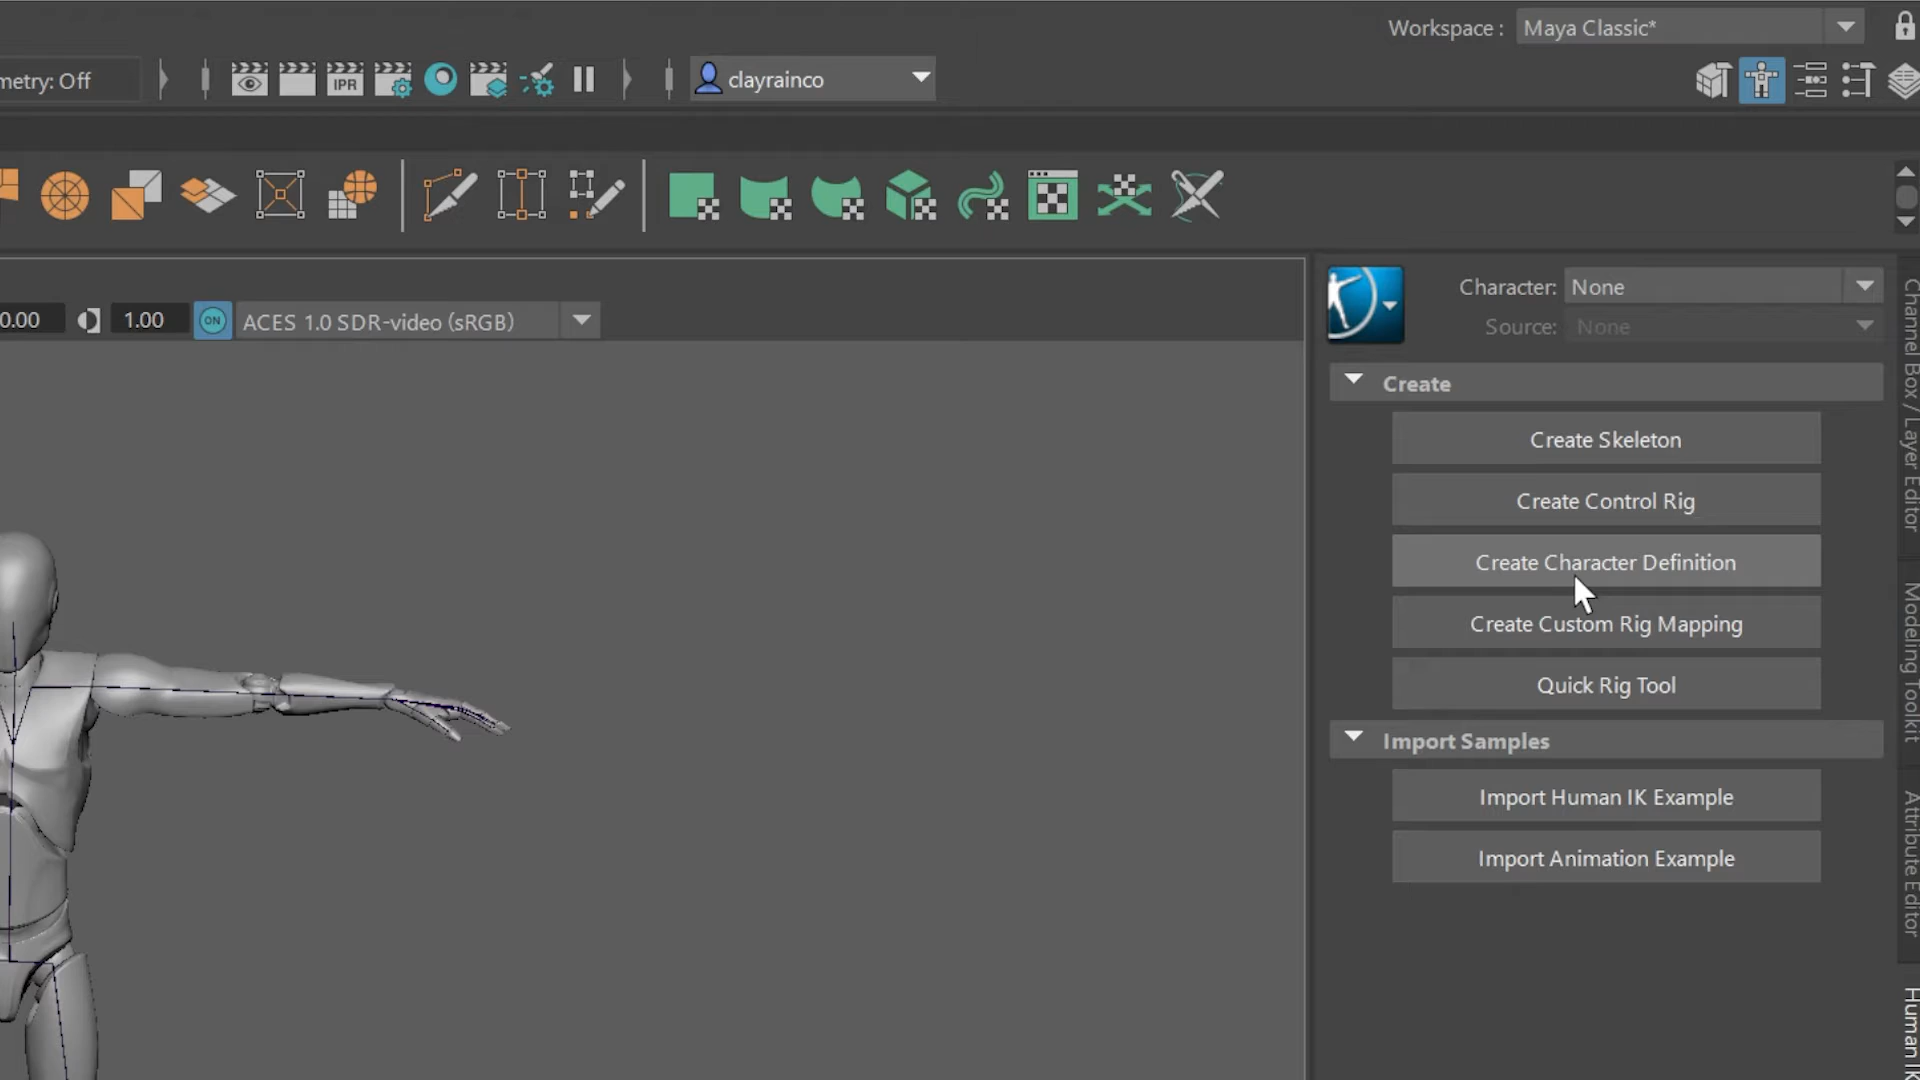 Workspace : Maya Classic*
metry: Off
IPR
clayrainco
Character: None
0.00
1.00
ON
ACES 1.0 SDR-video (sRGB)
Source: None
Create
Create Skeleton
Create Control Rig
Create Character Definition
Create Custom Rig Mapping
Quick Rig Tool
Import Samples
Import Human IK Example
Import Animation Example
Channel Box / Layer Editor
Modeling Toolkit
Attribute Editor
Human IK